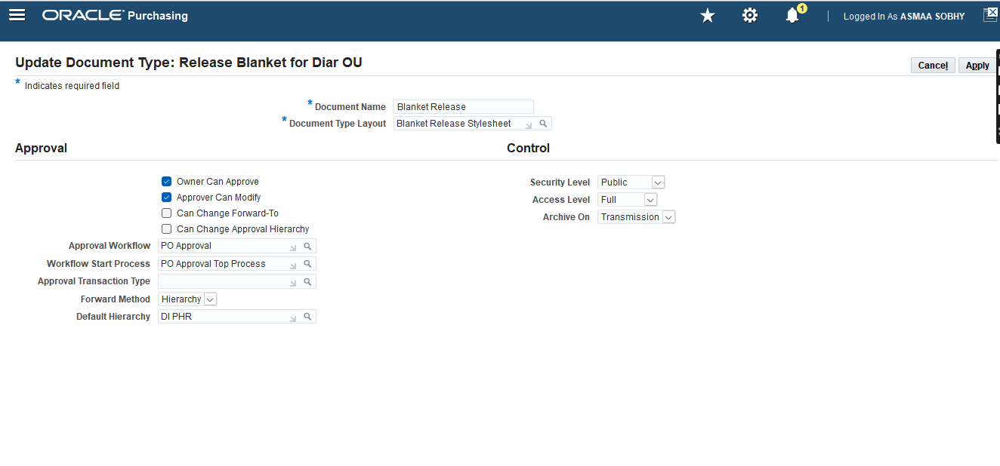 ORACLE Purchasing
1
Logged In As ASMAA SOBHY
Update Document Type: Release Blanket for Diar OU
Cancel
Apply
* Indicates required field
* Document Name Blanket Release
* Document Type Layout Blanket Release Stylesheet
Approval
Control
Owner Can Approve
Approver Can Modify
Can Change Forward-To
Can Change Approval Hierarchy
Approval Workflow PO Approval
Workflow Start Process PO Approval Top Process
Approval Transaction Type
Forward Method Hierarchy
Default Hierarchy DI PHR
Security Level Public
Access Level Full
Archive On Transmission